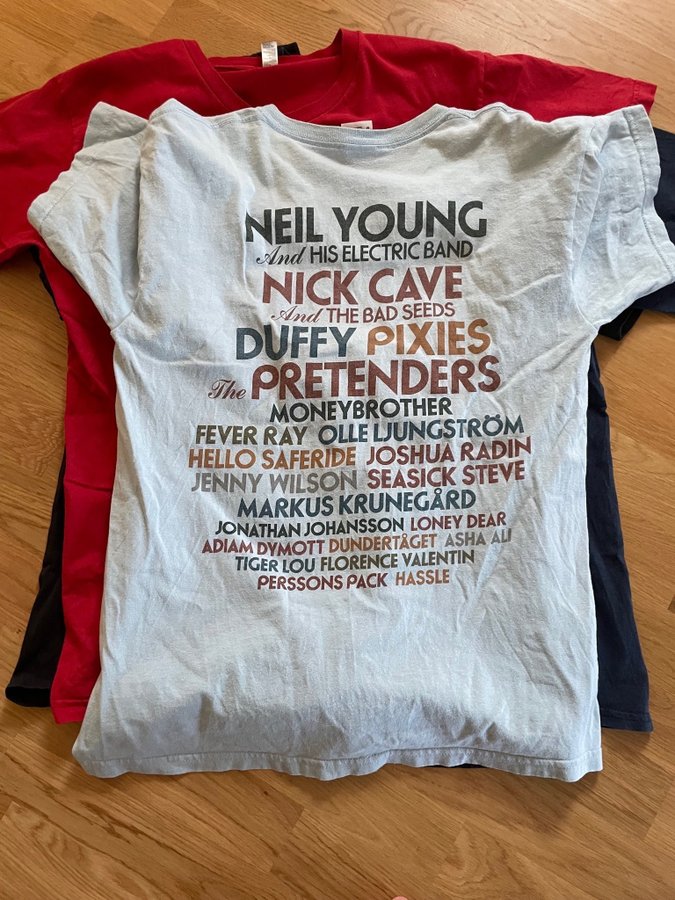 NEIL YOUNG
And HIS ELECTRIC BAND
NICK CAVE
And THE BAD SEEDS
DUFFY PIXIES
The PRETENDERS
MONEYBROTHER
FEVER RAY OLLE LJUNGSTRÖM
HELLO SAFERIDE JOSHUA RADIN
JENNY WILSON SEASICK STEVE
MARKUS KRUNEGÅRD
JONATHAN JOHANSSON LONEY DEAR
ADIAM DYMOTT DUNDERTÅGET ASHA ALI
TIGER LOU FLORENCE VALENTIN
PERSSONS PACK HASSLE